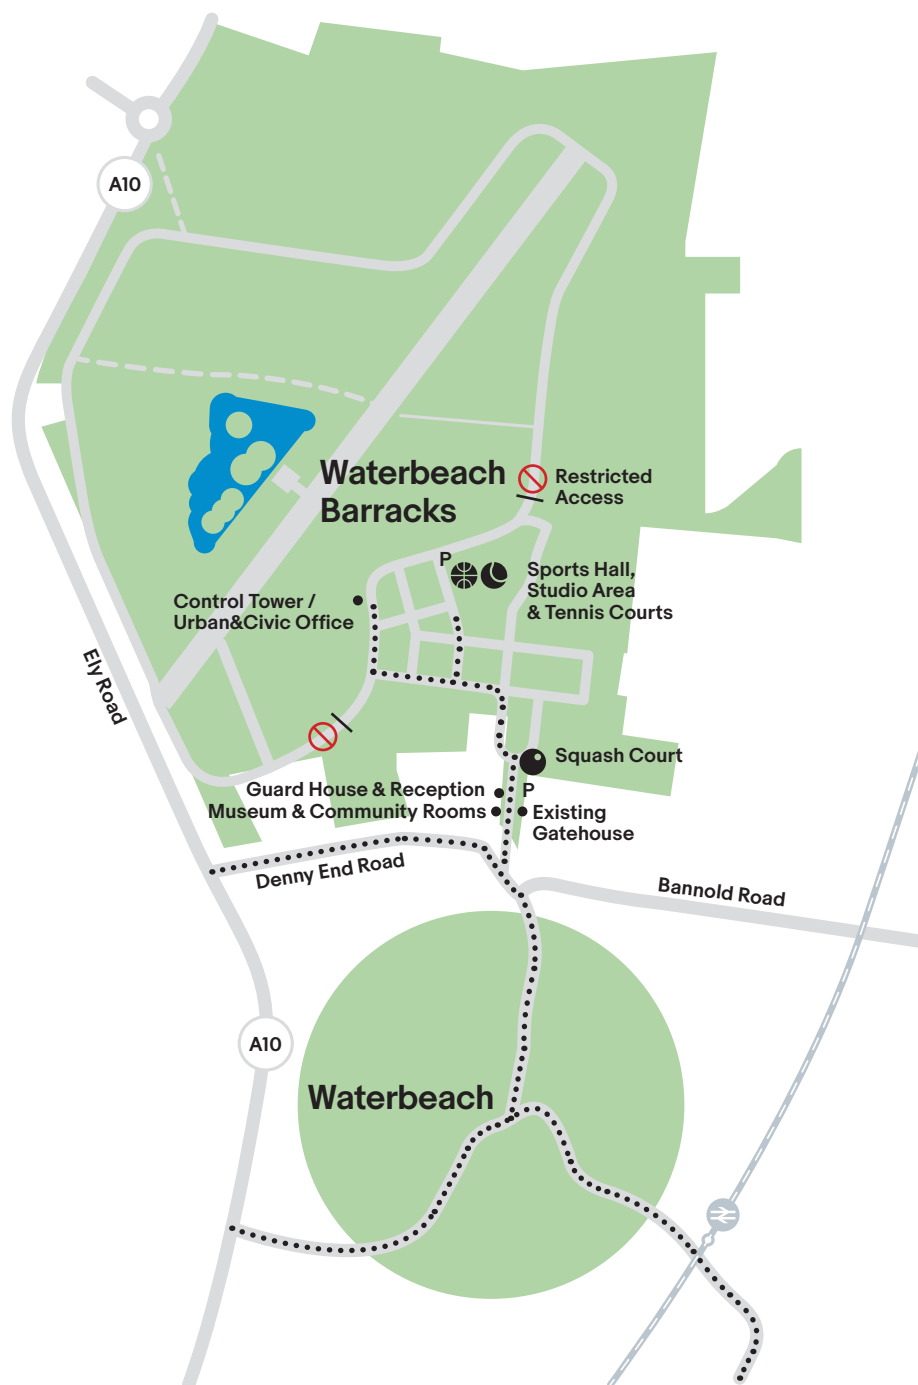 A10
Waterbeach
Barracks
Restricted
Access
P
Sports Hall,
Studio Area
& Tennis Courts
Control Tower /
Urban&Civic Office
Ely Road
Squash Court
Guard House & Reception
P
Museum & Community Rooms
Existing
Gatehouse
Denny End Road
Bannold Road
A10
Waterbeach